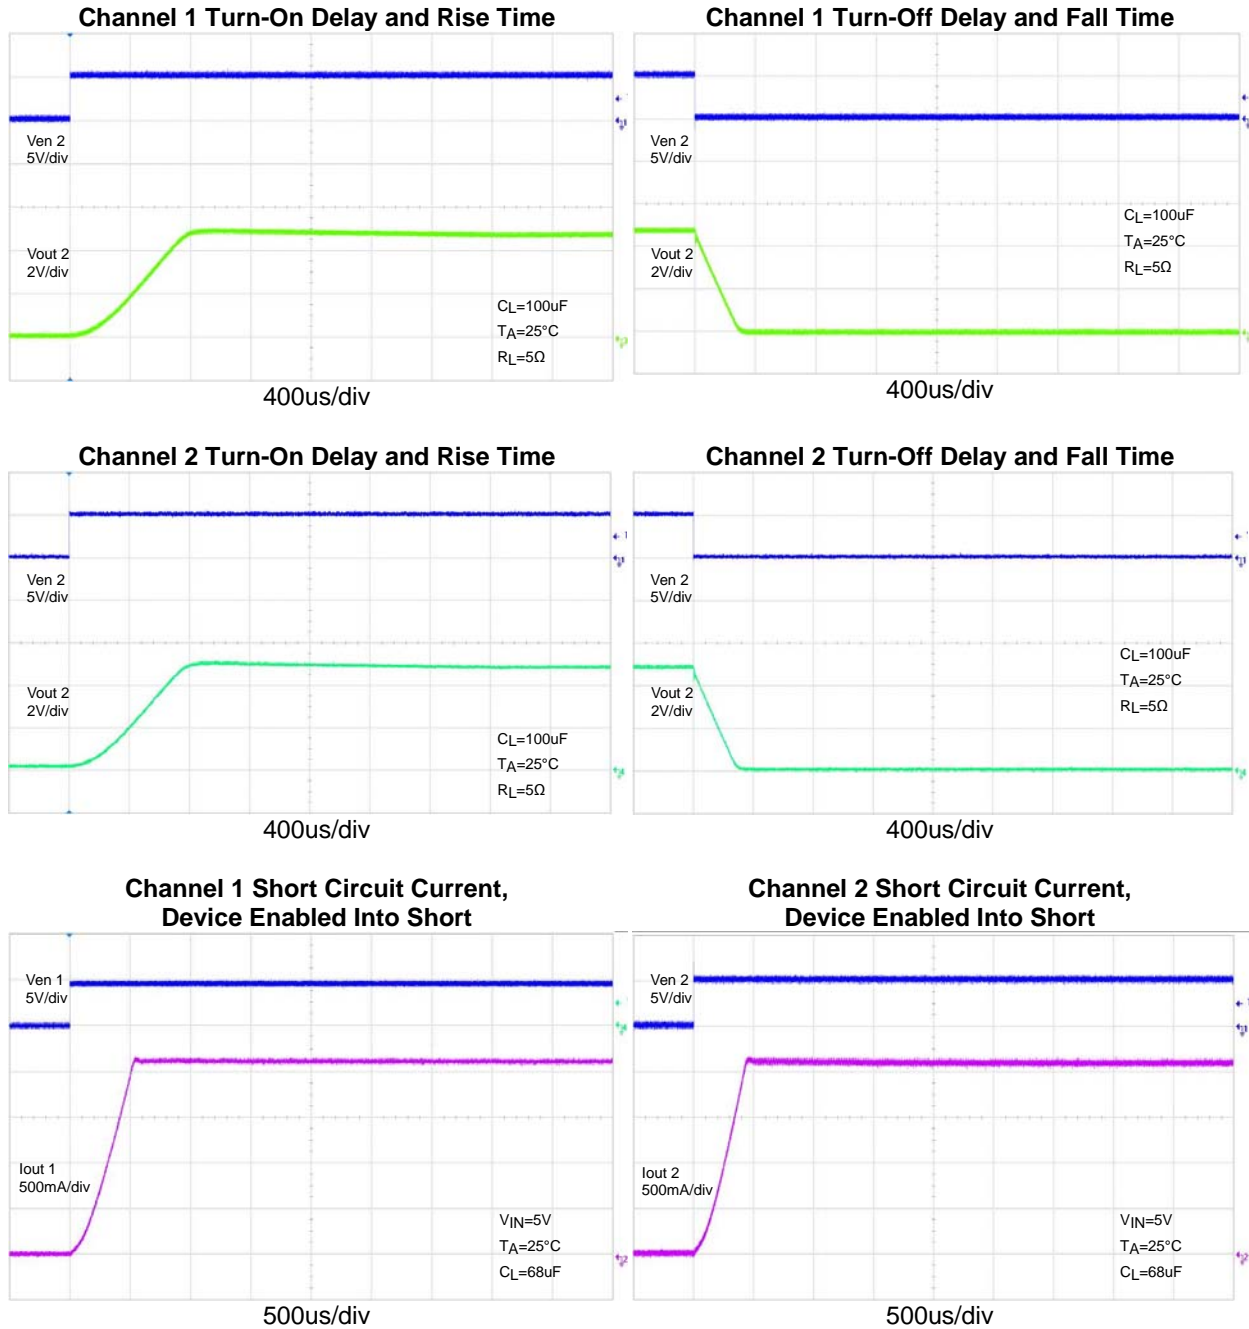 Channel 1 Turn-On Delay and Rise Time
Ven 2
5V/div
Vout 2
2V/div
CL=100uF
TA=25°C
RL=5Ω
400us/div
Channel 1 Turn-Off Delay and Fall Time
Ven 2
5V/div
Vout 2
2V/div
CL=100uF
TA=25°C
RL=5Ω
400us/div
Channel 2 Turn-On Delay and Rise Time
Ven 2
5V/div
Vout 2
2V/div
CL=100uF
TA=25°C
RL=5Ω
400us/div
Channel 2 Turn-Off Delay and Fall Time
Ven 2
5V/div
Vout 2
2V/div
CL=100uF
TA=25°C
RL=5Ω
400us/div
Channel 1 Short Circuit Current,
Device Enabled Into Short
Ven 1
5V/div
Iout 1
500mA/div
VIN=5V
TA=25°C
CL=68uF
500us/div
Channel 2 Short Circuit Current,
Device Enabled Into Short
Ven 2
5V/div
Iout 2
500mA/div
VIN=5V
TA=25°C
CL=68uF
500us/div